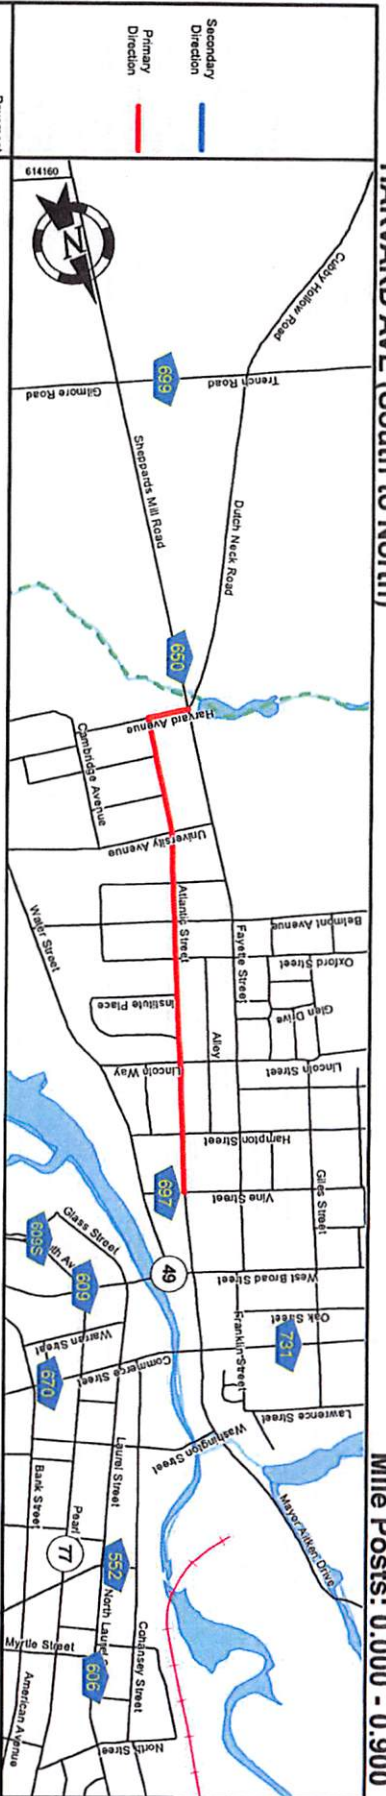 HARVARD AVE (South to North)
Mile Posts: 0.000 - 0.900
Secondary
Direction
Primary
Direction
614160
N
Cubby Hollow Road
Trench Road
699
Gilmore Road
Sheppards Mill Road
Dutch Neck Road
650
Harvard Avenue
Cambridge Avenue
University Avenue
Water Street
Atlantic Street
Belmont Avenue
Oxford Street
Fayette Street
Glen Drive
Institute Place
Alley
Lincoln Way
Lincoln Street
Hampton Street
Vine Street
Giles Street
697
49
West Broad Street
Glass Street
609S
th Av
609
Warren Street
670
Commerce Street
Oak Street
731
Franklin Street
Lawrence Street
Washington Street
Mayor Aitken Drive
Laurel Street
Bank Street
Pearl
77
552
North Laurel S
Cohansey Street
Myrtle Street
606
North Street
American Avenue